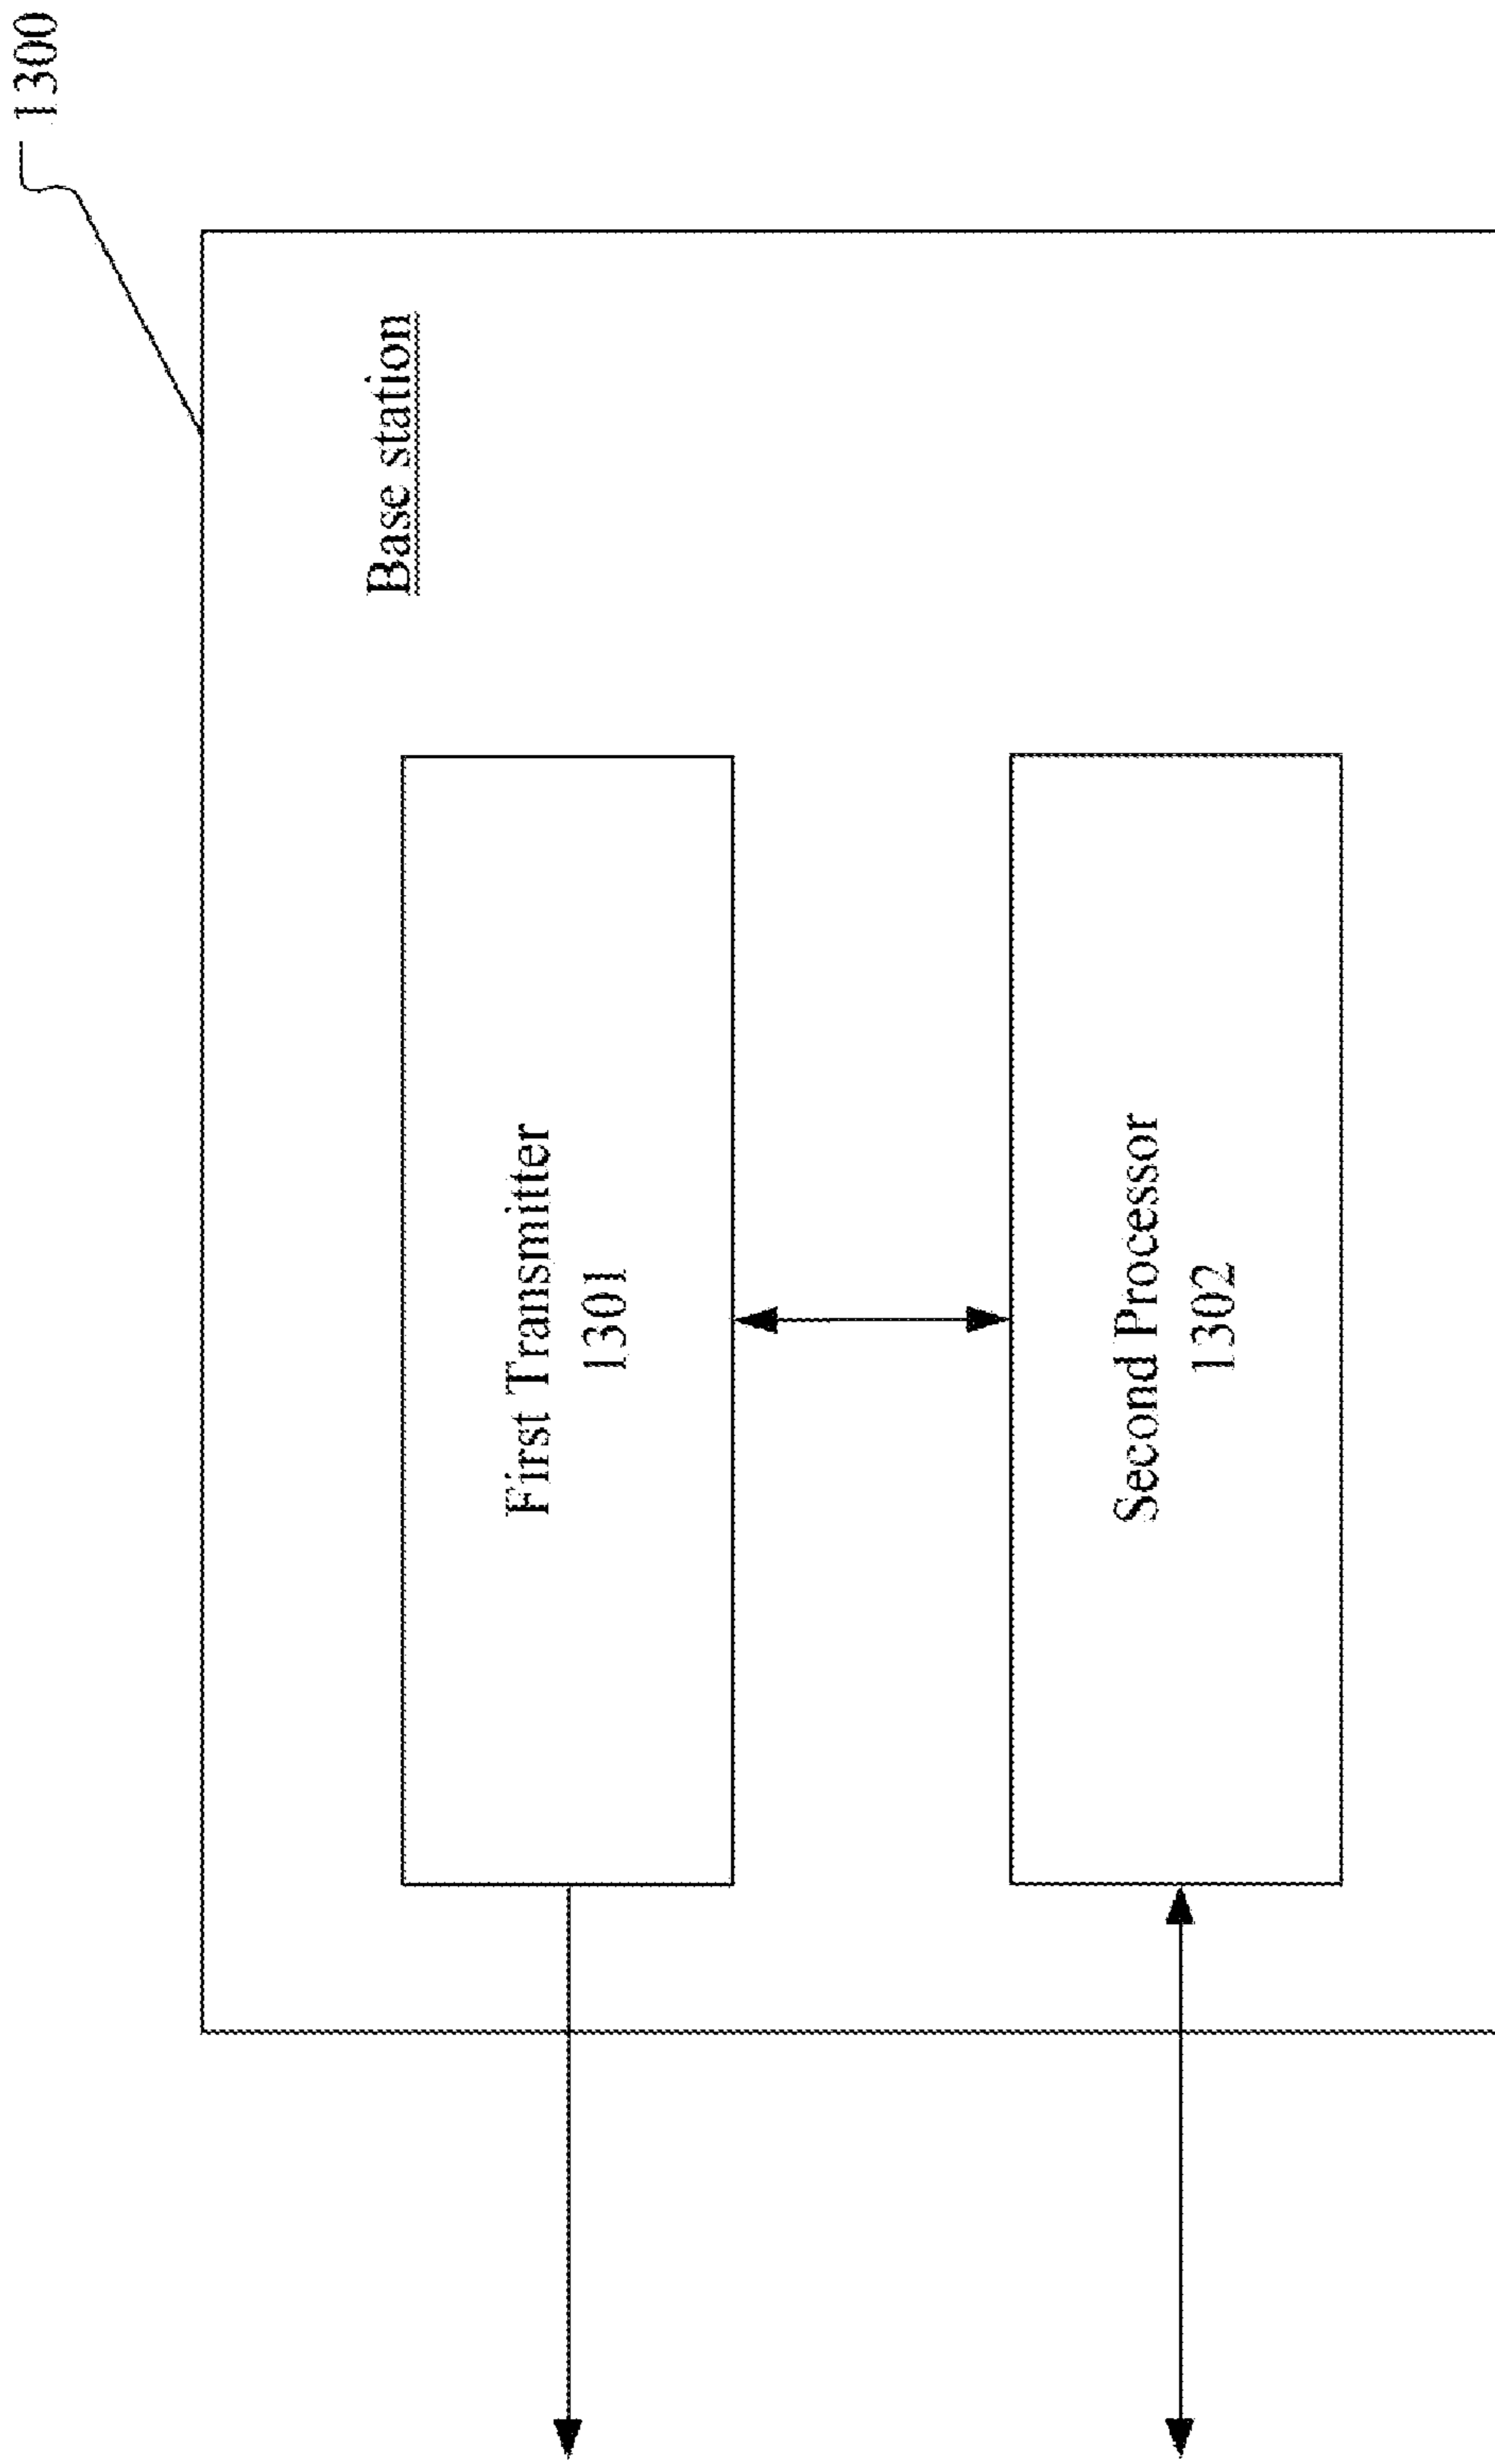 1300
Base station
First Transmitter
1301
Second Processor
1302